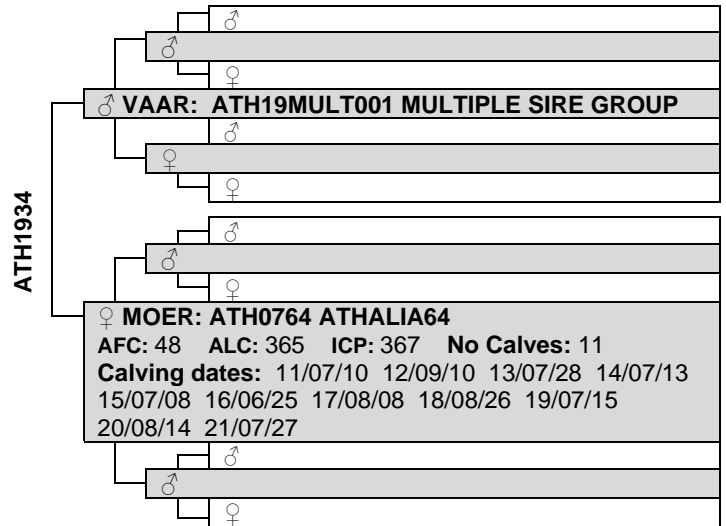 ♂
♂
♀
♂ VAAR: ATH19MULT001 MULTIPLE SIRE GROUP
♂
♀
♀
ATH1934
♂
♂
♀
♀ MOER: ATH0764 ATHALIA64
AFC: 48 ALC: 365 ICP: 367 No Calves: 11
Calving dates: 11/07/10 12/09/10 13/07/28 14/07/13
15/07/08 16/06/25 17/08/08 18/08/26 19/07/15
20/08/14 21/07/27
♂
♂
♀